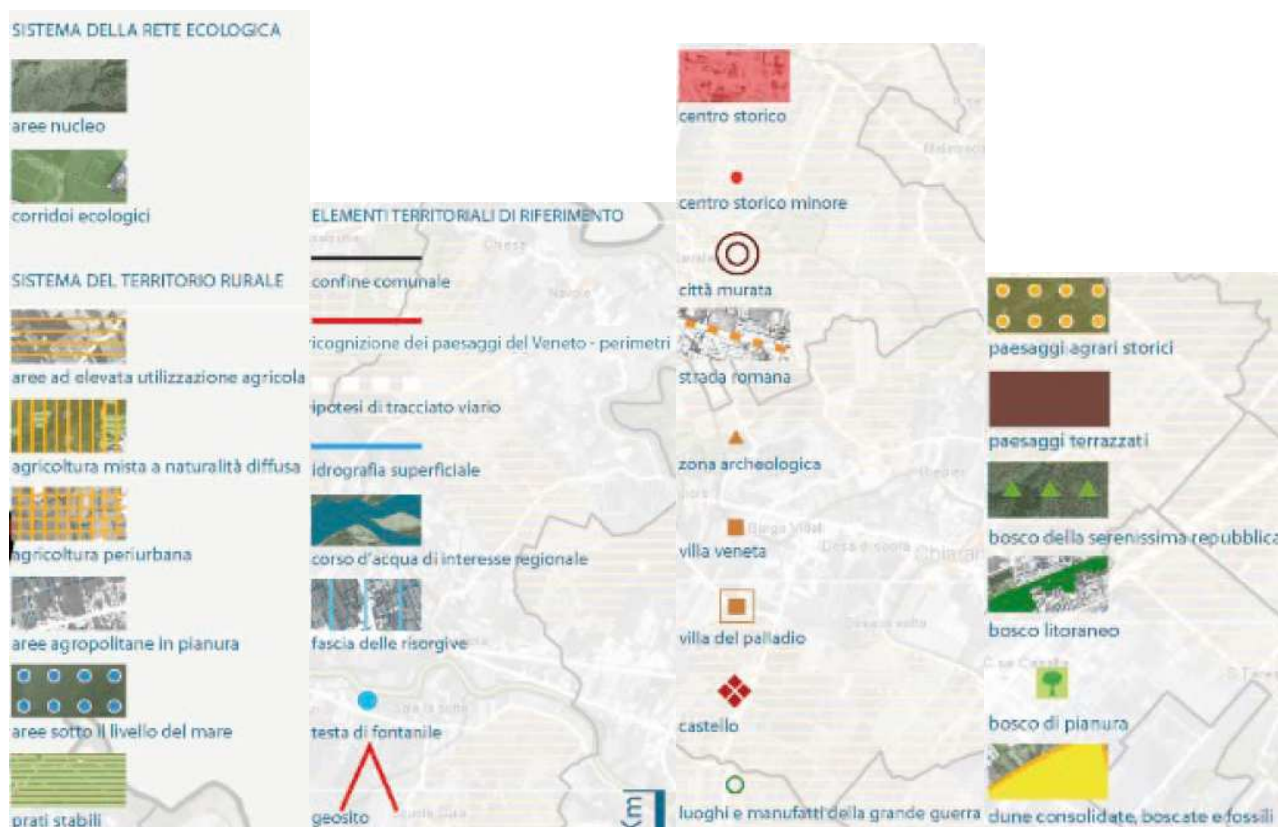 SISTEMA DELLA RETE ECOLOGICA
aree nucleo
corridoi ecologici
SISTEMA DEL TERRITORIO RURALE
aree ad elevata utilizzazione agricola
agricoltura mista a naturalità diffusa
agricoltura periurbana
aree agropolitane in pianura
aree sotto il livello del mare
prati stabili
ELEMENTI TERRITORIALI DI RIFERIMENTO
confine comunale
ricognizione dei paesaggi del Veneto - perimetri
ipotesi di tracciato viario
idrografia superficiale
corso d'acqua di interesse regionale
fascia delle risorgive
testa di fontanile
geosito
centro storico
centro storico minore
città murata
strada romana
zona archeologica
villa veneta
villa del palladio
castello
luoghi e manufatti della grande guerra
paesaggi agrari storici
paesaggi terrazzati
bosco della serenissima repubblica
bosco litoraneo
bosco di pianura
dune consolidate, boscate e fossili